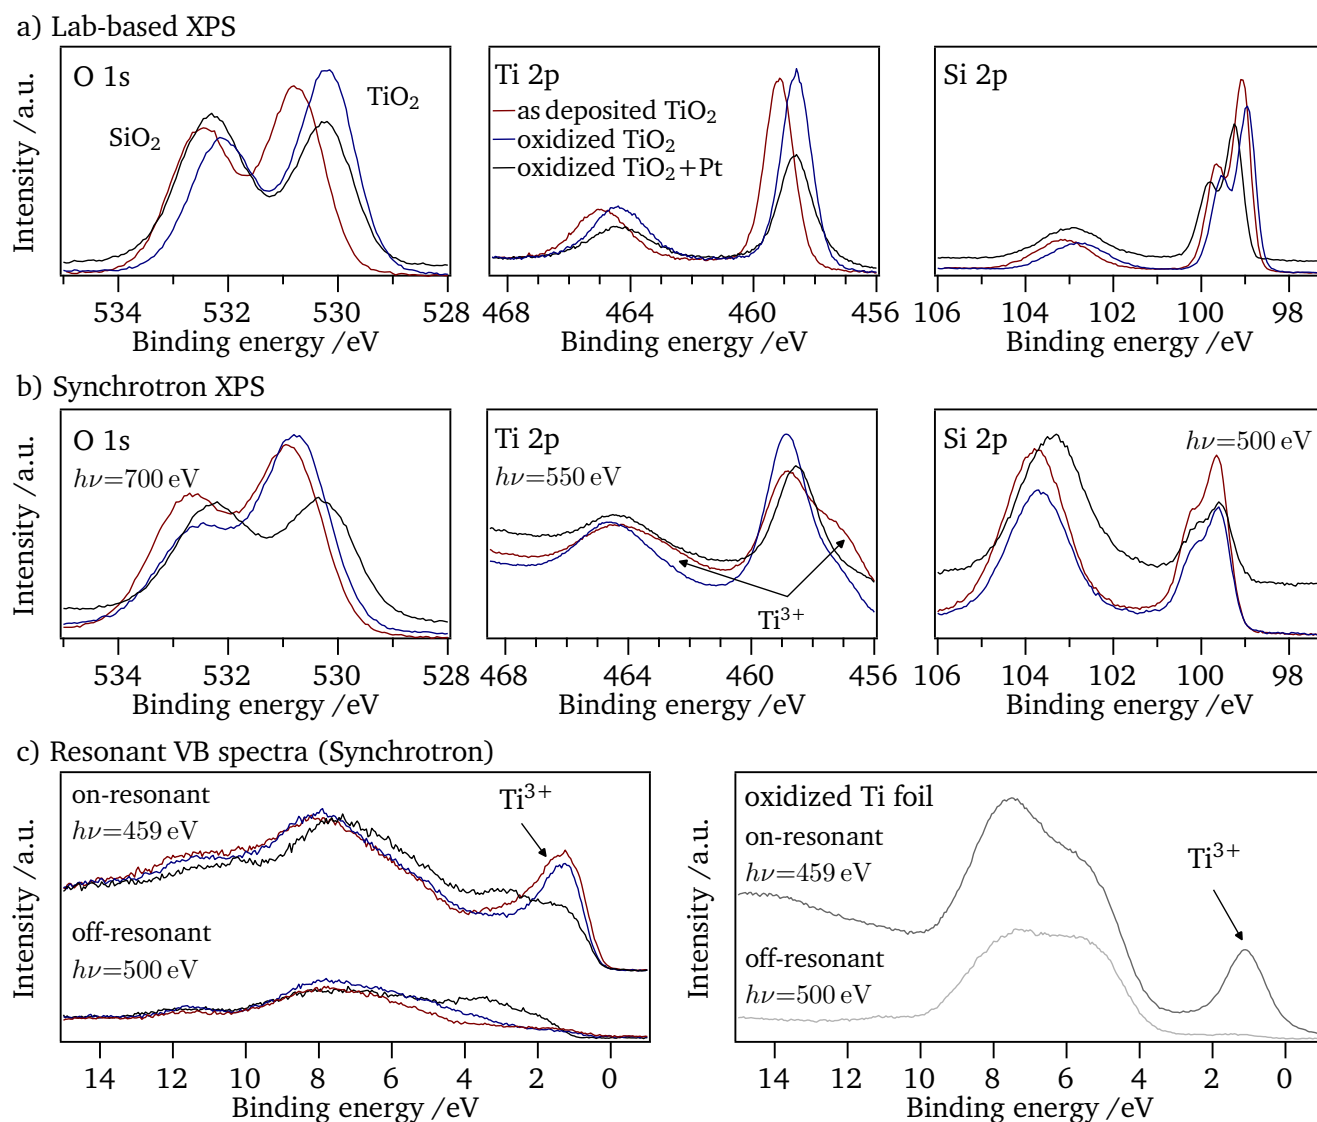 a) Lab-based XPS
O 1s
TiO₂
SiO₂
Intensity /a.u.
534 532 530 528
Binding energy /eV
Ti 2p
as deposited TiO₂
oxidized TiO₂
oxidized TiO₂+Pt
468 464 460 456
Binding energy /eV
Si 2p
106 104 102 100 98
Binding energy /eV
b) Synchrotron XPS
O 1s
hν=700 eV
Intensity /a.u.
534 532 530 528
Binding energy /eV
Ti 2p
hν=550 eV
Ti³⁺
468 464 460 456
Binding energy /eV
Si 2p
hν=500 eV
106 104 102 100 98
Binding energy /eV
c) Resonant VB spectra (Synchrotron)
on-resonant
hν=459 eV
Ti³⁺
off-resonant
hν=500 eV
Intensity /a.u.
14 12 10 8 6 4 2 0
Binding energy /eV
oxidized Ti foil
on-resonant
hν=459 eV
Ti³⁺
off-resonant
hν=500 eV
Intensity /a.u.
14 12 10 8 6 4 2 0
Binding energy /eV